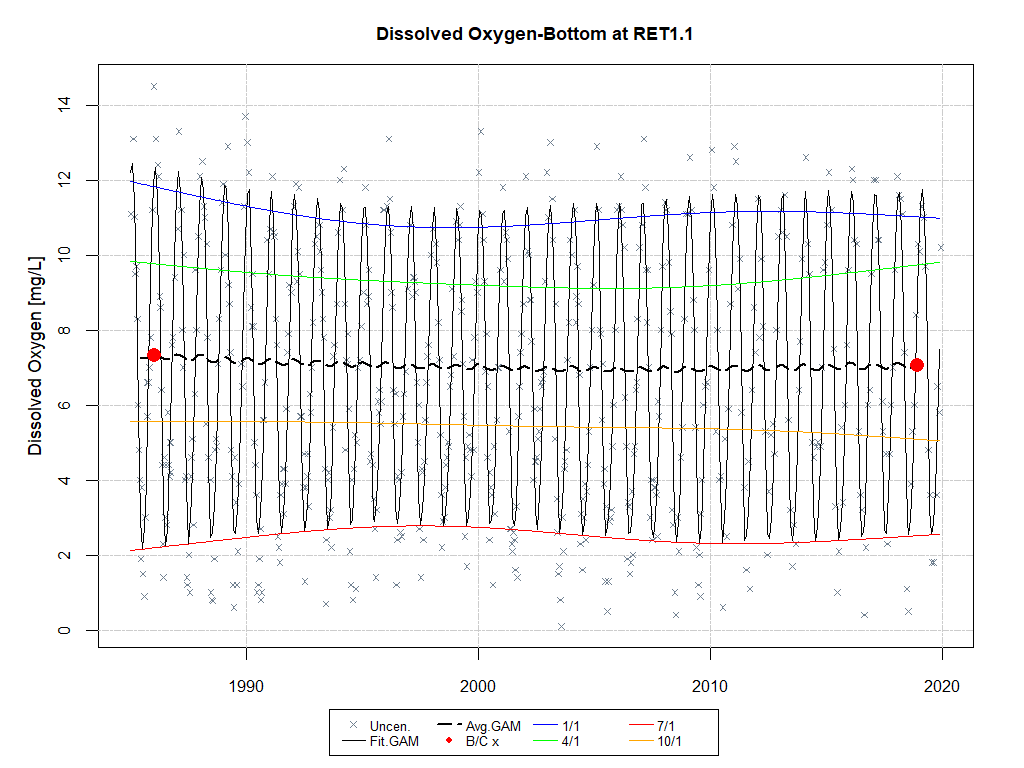 Dissolved Oxygen-Bottom at RET1.1
Dissolved Oxygen [mg/L]
14
12
10
8
6
4
2
0
1990 2000 2010 2020
Uncen. Avg.GAM 1/1 7/1
Fit.GAM B/C x 4/1 10/1